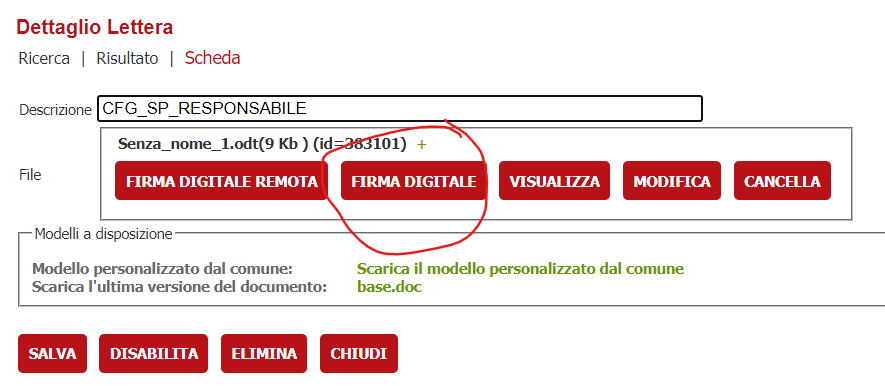 Dettaglio Lettera
Ricerca | Risultato | Scheda
Descrizione CFG_SP_RESPONSABILE
Senza_nome_1.odt(9 Kb ) (id=383101) +
File FIRMA DIGITALE REMOTA FIRMA DIGITALE VISUALIZZA MODIFICA CANCELLA
Modelli a disposizione
Modello personalizzato dal comune: Scarica il modello personalizzato dal comune
Scarica l'ultima versione del documento: base.doc
SALVA DISABILITA ELIMINA CHIUDI